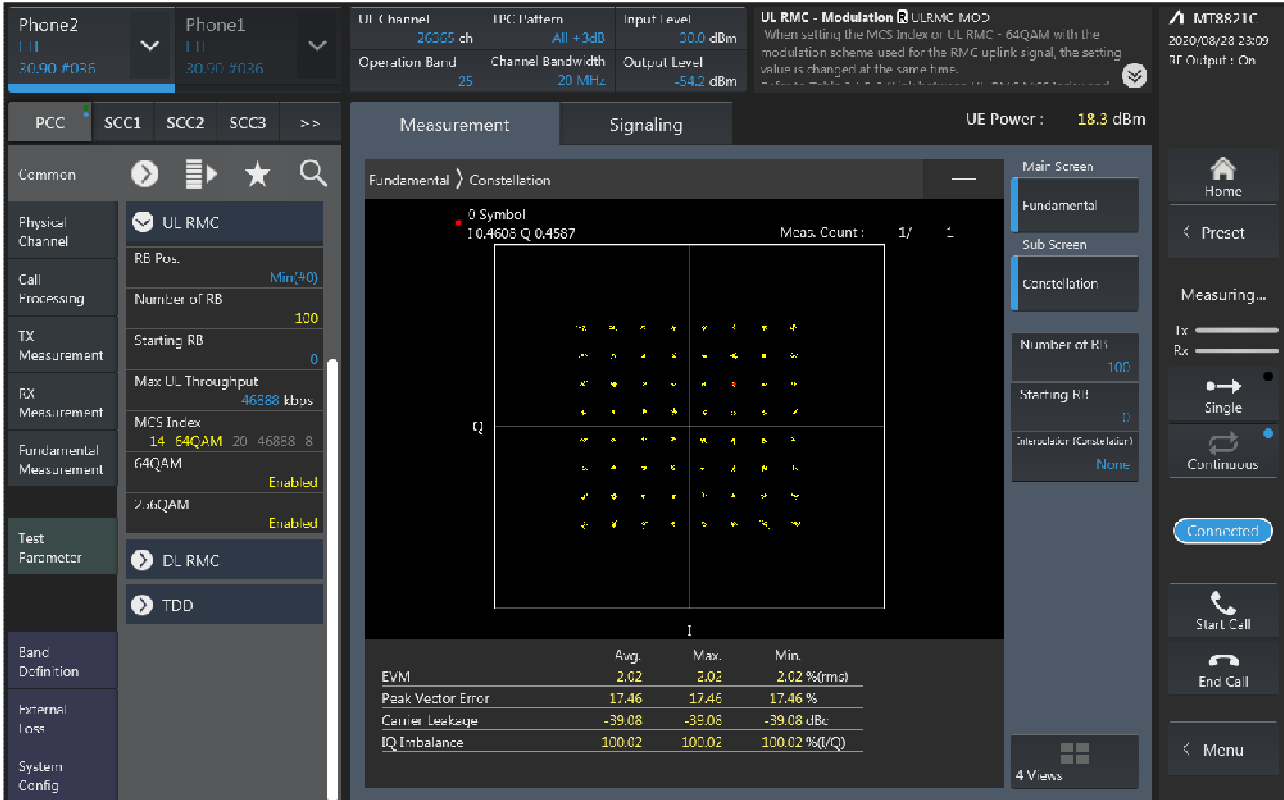 Phone2
LTE
30.90 #036
Phone1
LTE
30.90 #036
UL Channel
26365 ch
Operation Band
25
TPC Pattern
All +3dB
Channel Bandwidth
20 MHz
Input Level
30.0 dBm
Output Level
-54.2 dBm
UL RMC - Modulation R ULRMC_MOD
When setting the MCS Index or UL RMC - 64QAM with the
modulation scheme used for the RMC uplink signal, the setting
value is changed at the same time.
MT8821C
2020/08/28 23:09
RF Output : On
PCC
SCC1
SCC2
SCC3
>>
Measurement
Signaling
UE Power : 18.3 dBm
Common
Physical
Channel
Call
Processing
TX
Measurement
RX
Measurement
Fundamental
Measurement
Test
Parameter
Band
Definition
External
Loss
System
Config
UL RMC
RB Pos.
Min(#0)
Number of RB
100
Starting RB
0
Max UL Throughput
46888 kbps
MCS Index
14 64QAM 20 46888 8
64QAM
Enabled
256QAM
Enabled
DL RMC
TDD
Fundamental > Constellation
0 Symbol
I 0.4608 Q 0.4587
Meas. Count : 1/ 1
Q
I
Avg. Max. Min.
EVM 2.02 2.02 2.02 %(rms)
Peak Vector Error 17.46 17.46 17.46 %
Carrier Leakage -39.08 -39.08 -39.08 dBc
IQ Imbalance 100.02 100.02 100.02 %(I/Q)
Main Screen
Fundamental
Sub Screen
Constellation
Number of RB
100
Starting RB
0
Interpolation (Constellation)
None
4 Views
Home
< Preset
Measuring...
Tx
Rx
Single
Continuous
Connected
Start Call
End Call
< Menu